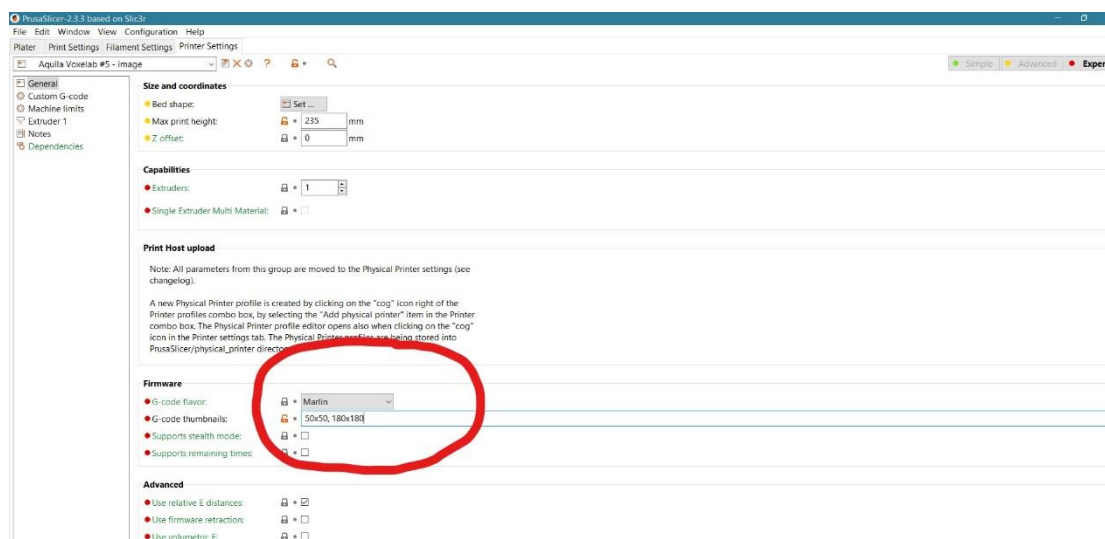 PrusaSlicer-2.3.3 based on Slic3r
File Edit Window View Configuration Help
Plater Print Settings Filament Settings Printer Settings
Aquila Voxelab #5 - image
Simple Advanced Exper
General
Custom G-code
Machine limits
Extruder 1
Notes
Dependencies
Size and coordinates
Bed shape: Set ...
Max print height: 235 mm
Z offset: 0 mm
Capabilities
Extruders: 1
Single Extruder Multi Material:
Print Host upload
Note: All parameters from this group are moved to the Physical Printer settings (see
changelog).
A new Physical Printer profile is created by clicking on the "cog" icon right of the
Printer profiles combo box, by selecting the "Add physical printer" item in the Printer
combo box. The Physical Printer profile editor opens also when clicking on the "cog"
icon in the Printer settings tab. The Physical Printer profiles are being stored into
PrusaSlicer/physical_printer
Firmware
G-code flavor: Marlin
G-code thumbnails: 50x50, 180x180
Supports stealth mode:
Supports remaining times:
Advanced
Use relative E distances:
Use firmware retraction:
Use volumetric E: